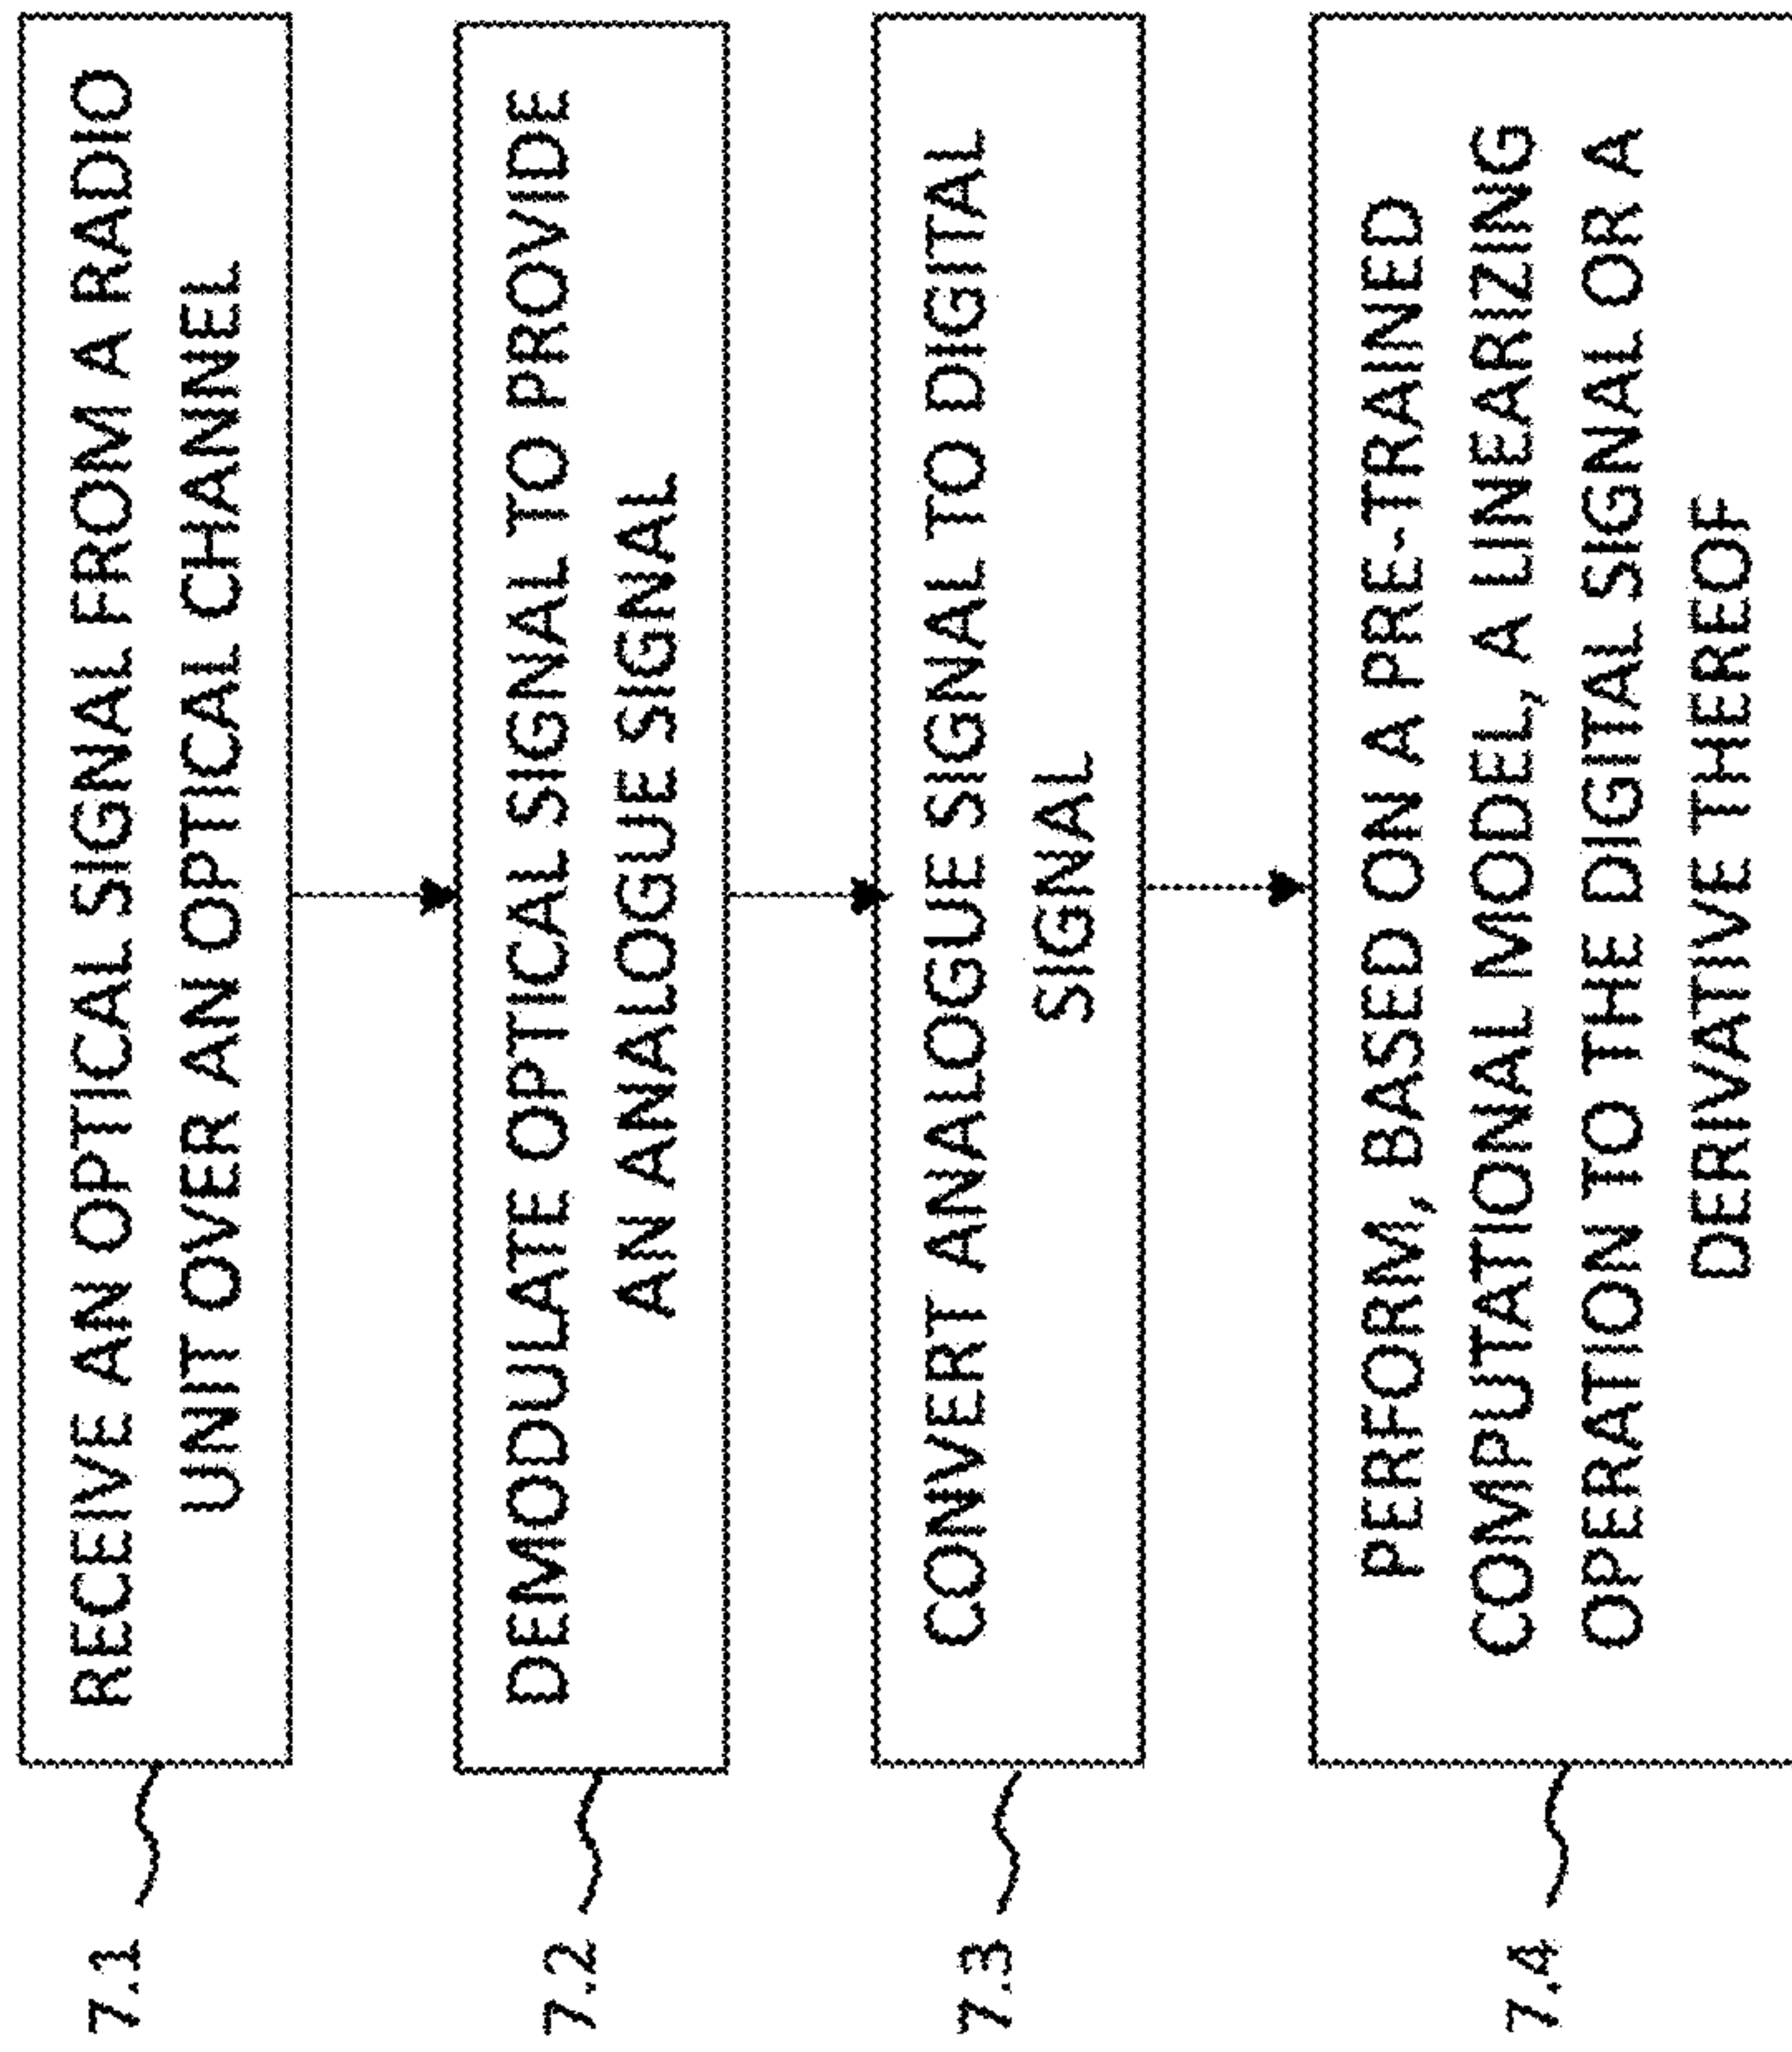 7.1
RECEIVE AN OPTICAL SIGNAL FROM A RADIO
UNIT OVER AN OPTICAL CHANNEL
7.2
DEMODULATE OPTICAL SIGNAL TO PROVIDE
AN ANALOGUE SIGNAL
7.3
CONVERT ANALOGUE SIGNAL TO DIGITAL
SIGNAL
7.4
PERFORM, BASED ON A PRE-TRAINED
COMPUTATIONAL MODEL, A LINEARIZING
OPERATION TO THE DIGITAL SIGNAL OR A
DERIVATIVE THEREOF